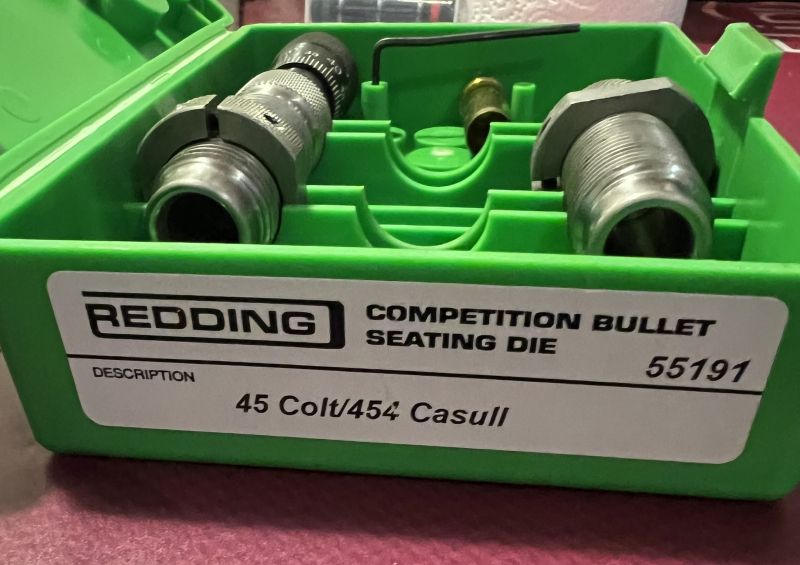 REDDING
COMPETITION BULLET
SEATING DIE
55191
DESCRIPTION
45 Colt/454 Casull